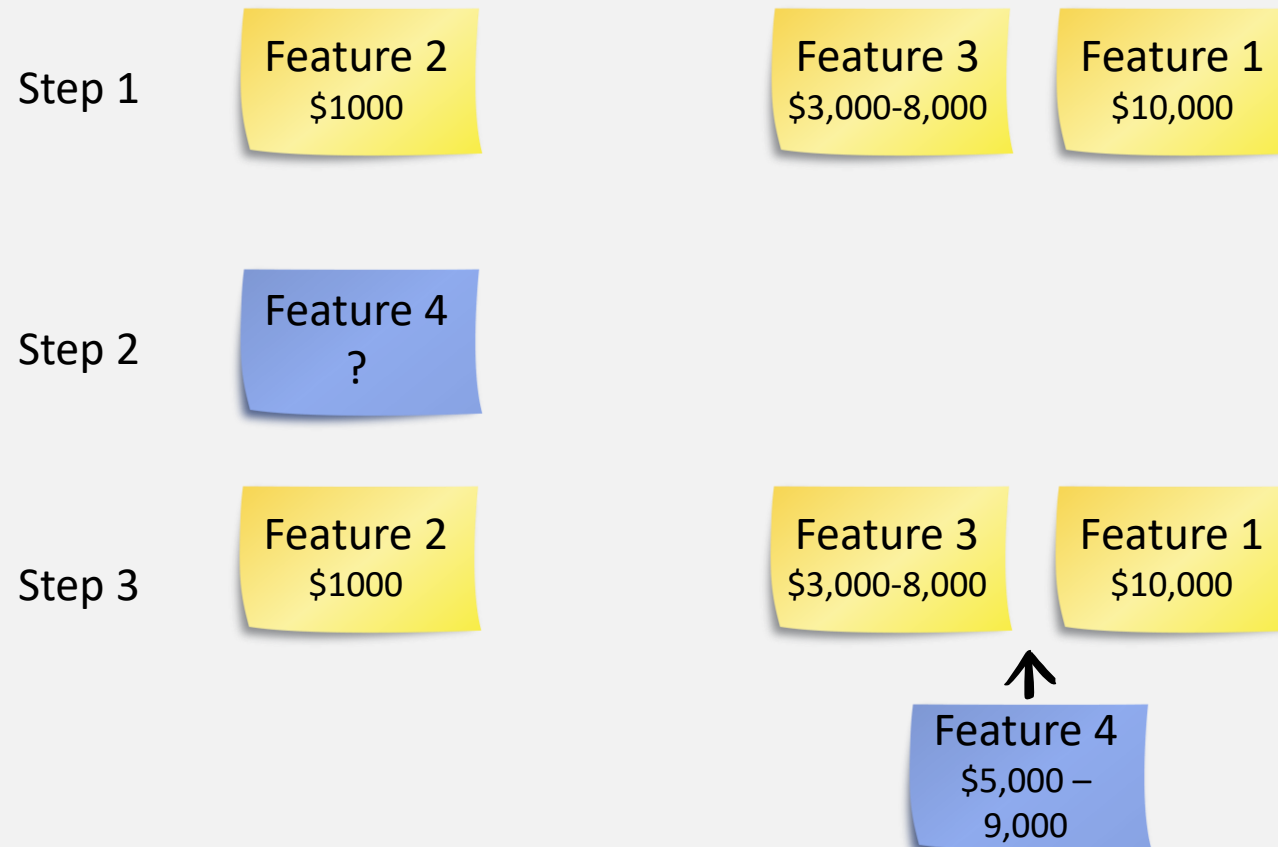 Step 1
Feature 2
$1000
Feature 3
$3,000-8,000
Feature 1
$10,000
Step 2
Feature 4
?
Step 3
Feature 2
$1000
Feature 3
$3,000-8,000
Feature 1
$10,000
Feature 4
$5,000 –
9,000